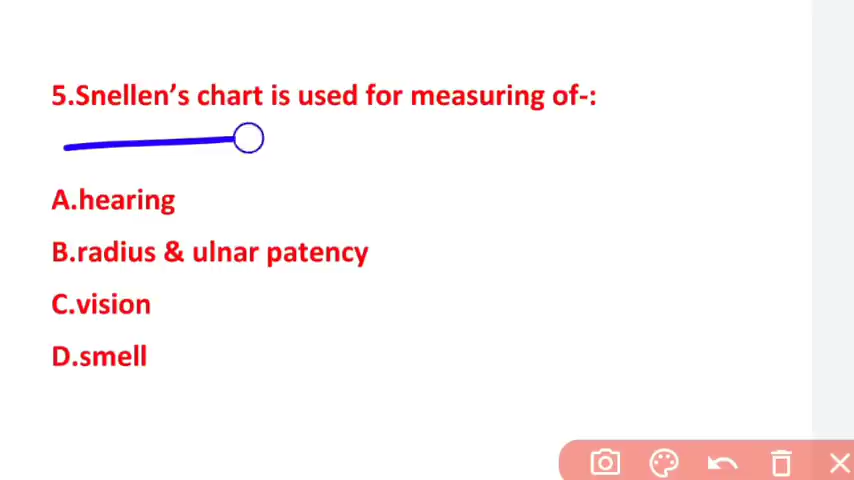 5.Snellen’s chart is used for measuring of-:
A.hearing
B.radius & ulnar patency
C.vision
D.smell